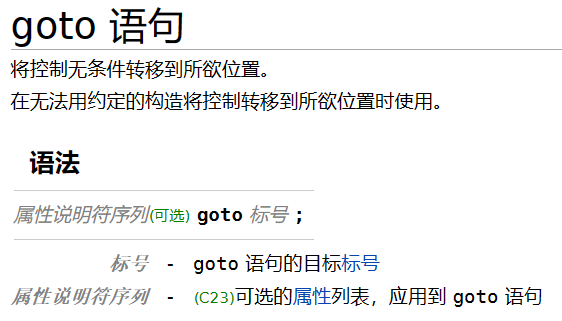 goto 语句
将控制无条件转移到所欲位置。
在无法用约定的构造将控制转移到所欲位置时使用。
语法
属性说明符序列(可选) goto 标号 ;
标号 - goto 语句的目标标号
属性说明符序列 - (C23)可选的属性列表，应用到 goto 语句